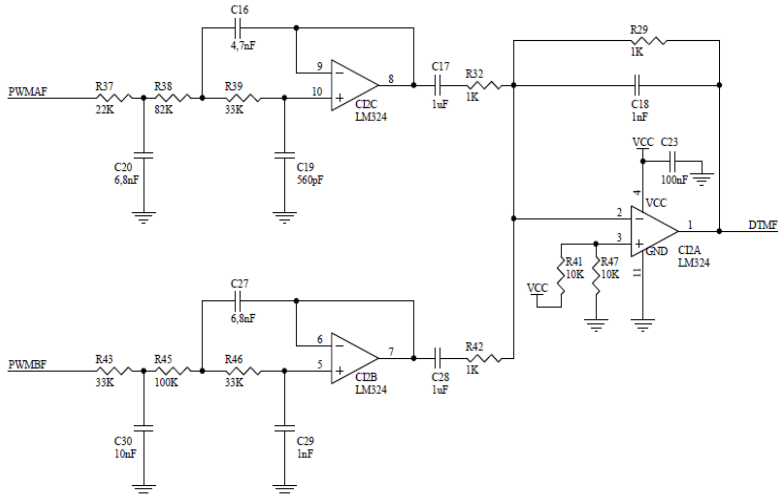 C16
4,7nF
R29
1K
9
8
C17
1uF
R32
1K
PWMAF
R37
22K
R38
82K
R39
33K
10
CI2C
LM324
C18
1nF
C20
6,8nF
C19
560pF
VCC
C23
100nF
4
VCC
2
1
DTMF
3
GND
CI2A
LM324
R41
10K
R47
10K
11
VCC
C27
6,8nF
6
7
R42
1K
PWMBF
R43
33K
R45
100K
R46
33K
5
CI2B
LM324
C28
1uF
C30
10nF
C29
1nF